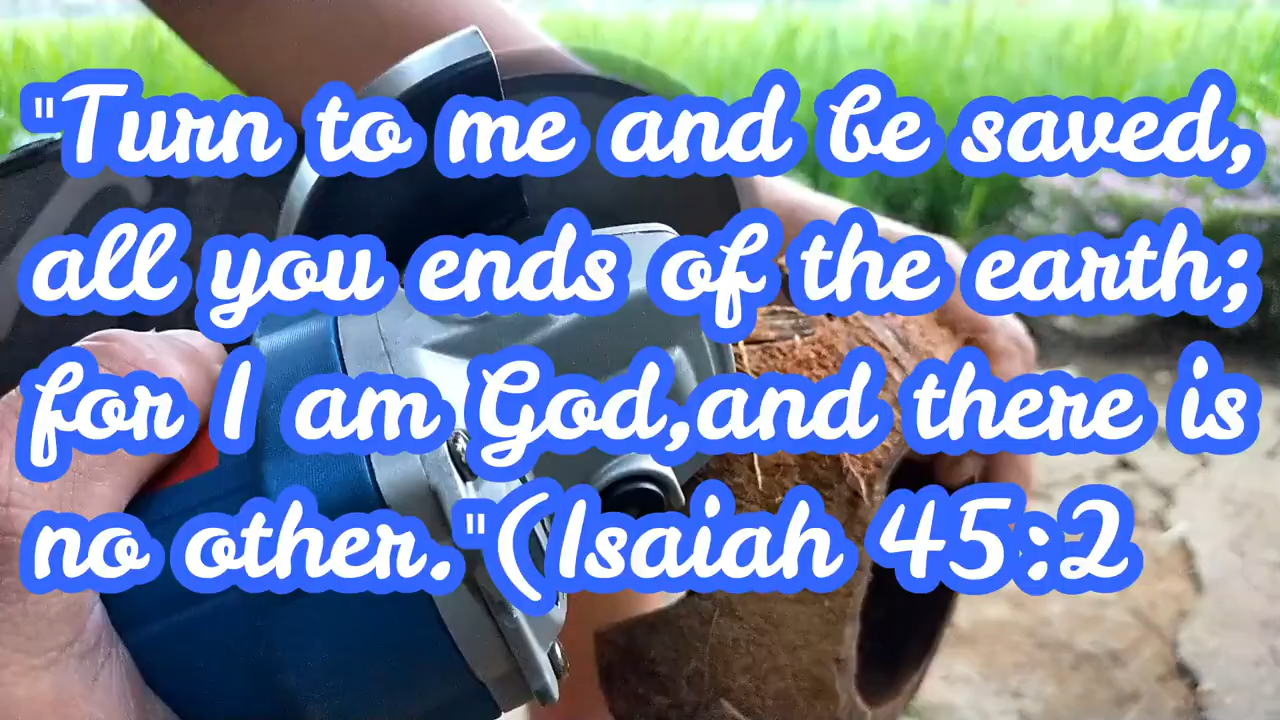 "Turn to me and be saved,
all you ends of the earth;
for I am God,and there is
no other."(Isaiah 45:2